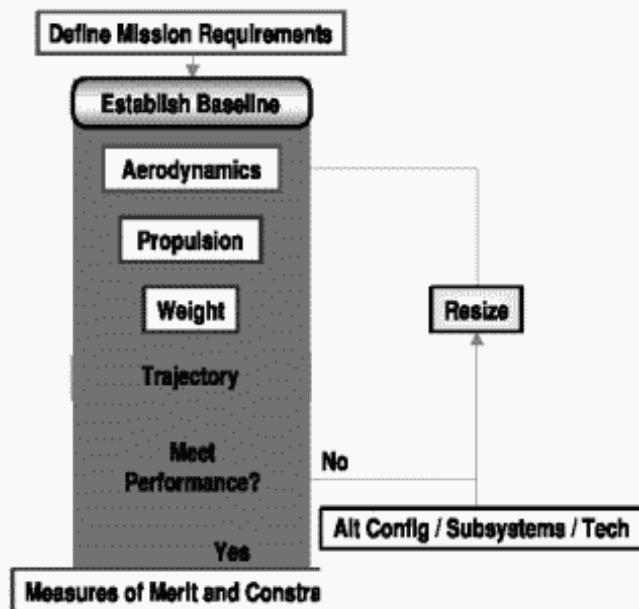 Define Mission Requirements
Establish Baseline
Aerodynamics
Propulsion
Weight
Resize
Trajectory
Meet
Performance?
No
Alt Config / Subsystems / Tech
Yes
Measures of Merit and Constra